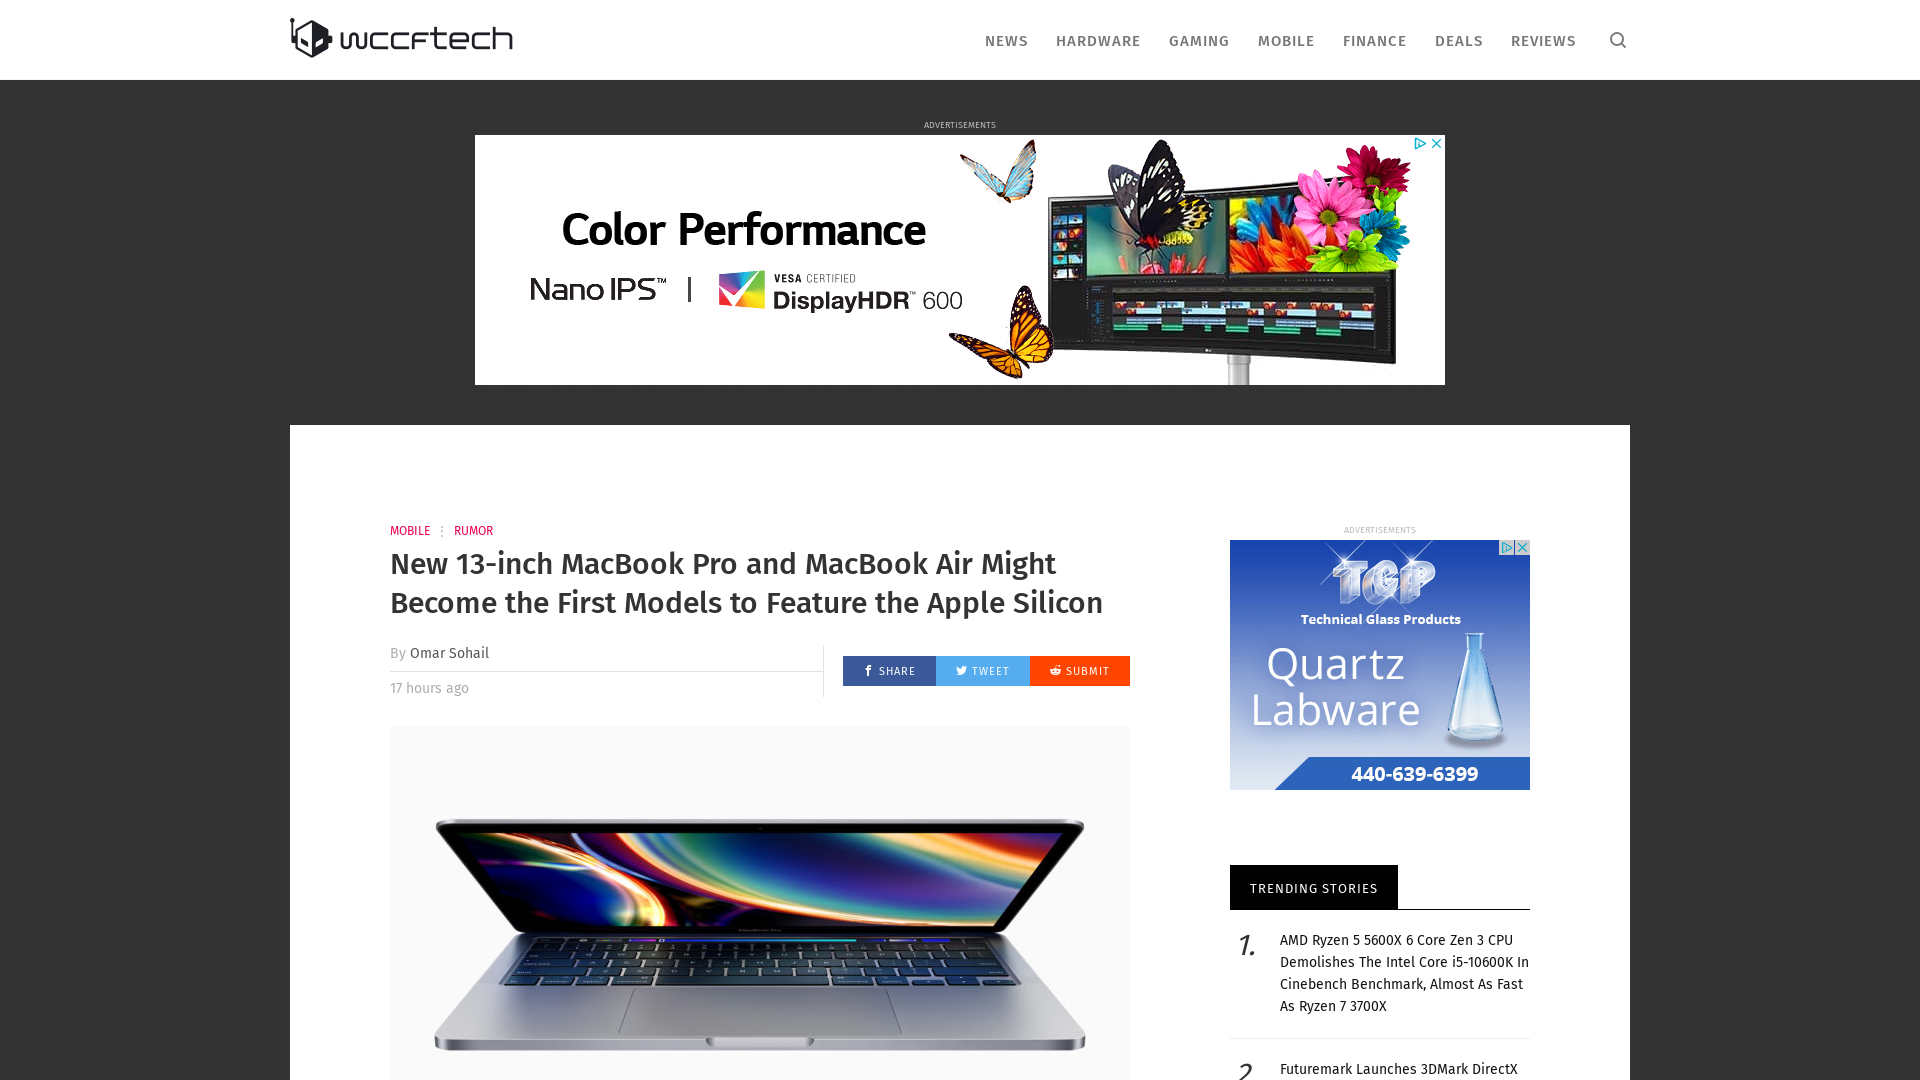 wccftech
NEWS
HARDWARE
GAMING
MOBILE
FINANCE
DEALS
REVIEWS
ADVERTISEMENTS
Color Performance
Nano IPS™ | VESA CERTIFIED
DisplayHDR™ 600
MOBILE
RUMOR
New 13-inch MacBook Pro and MacBook Air Might
Become the First Models to Feature the Apple Silicon
By Omar Sohail
17 hours ago
SHARE
TWEET
SUBMIT
ADVERTISEMENTS
TGP
Technical Glass Products
Quartz
Labware
440-639-6399
TRENDING STORIES
1.
AMD Ryzen 5 5600X 6 Core Zen 3 CPU
Demolishes The Intel Core i5-10600K In
Cinebench Benchmark, Almost As Fast
As Ryzen 7 3700X
2
Futuremark Launches 3DMark DirectX